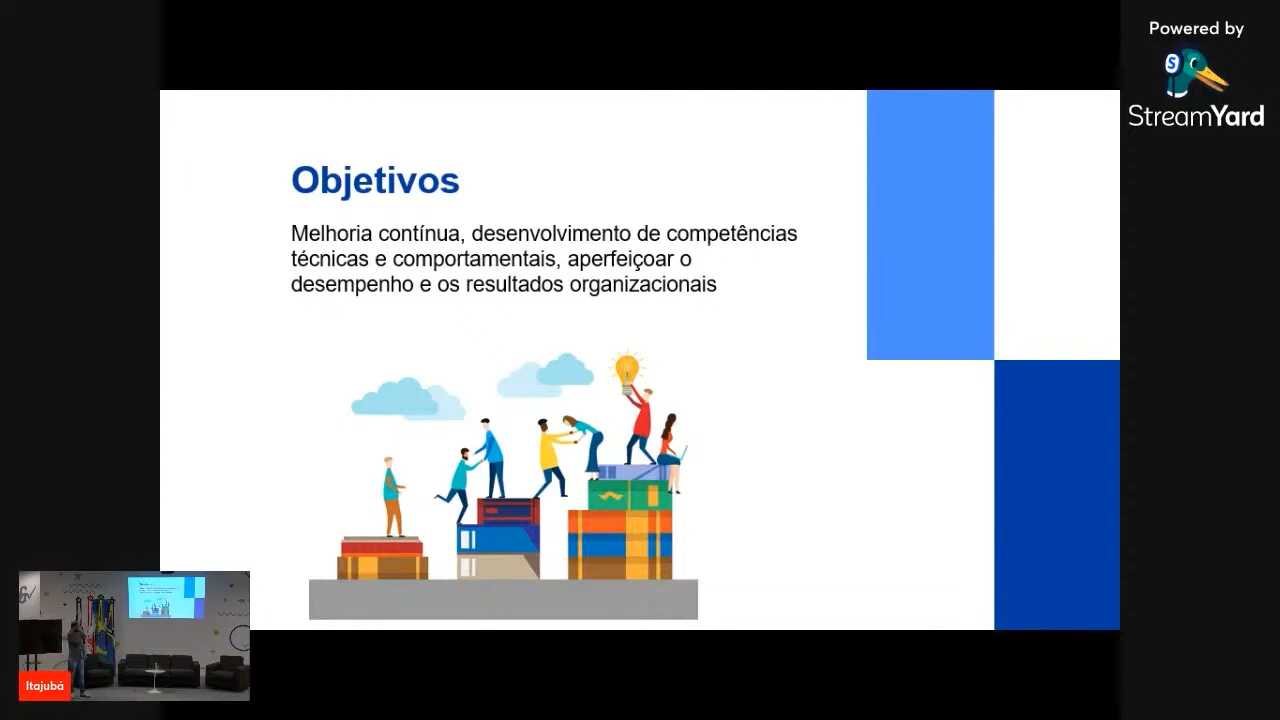 Powered by
StreamYard
Objetivos
Melhoria contínua, desenvolvimento de competências
técnicas e comportamentais, aperfeiçoar o
desempenho e os resultados organizacionais
Itajubá